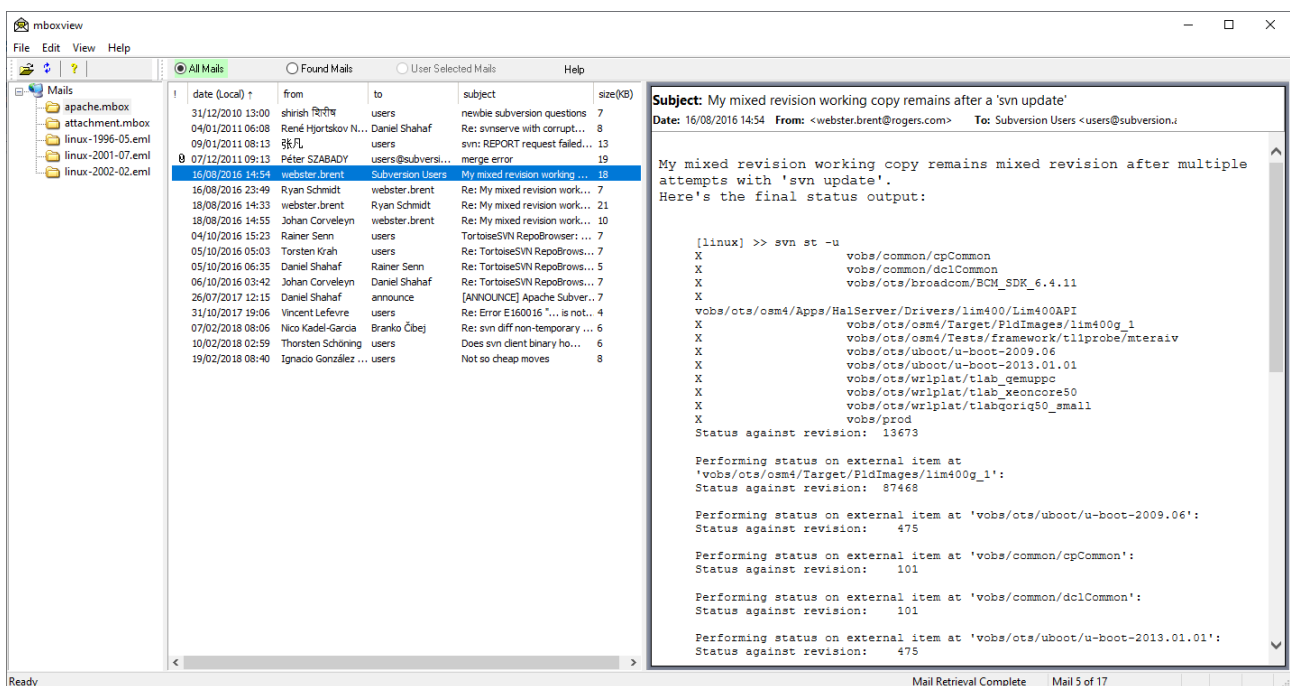 mboxview
File Edit View Help
All Mails Found Mails User Selected Mails Help
Mails
apache.mbox
attachment.mbox
linux-1996-05.eml
linux-2001-07.eml
linux-2002-02.eml
! date (Local) ↑ from to subject size(KB)
31/12/2010 13:00 shirish शिरीष users newbie subversion questions 7
04/01/2011 06:08 René Hjortskov N... Daniel Shahaf Re: svnserve with corrupt... 8
09/01/2011 08:13 张凡 users svn: REPORT request failed... 13
07/12/2011 09:13 Péter SZABADY users@subversi... merge error 19
16/08/2016 14:54 webster.brent Subversion Users My mixed revision working ... 18
16/08/2016 23:49 Ryan Schmidt webster.brent Re: My mixed revision work... 7
18/08/2016 14:33 webster.brent Ryan Schmidt Re: My mixed revision work... 21
18/08/2016 14:55 Johan Corveleyn webster.brent Re: My mixed revision work... 10
04/10/2016 15:23 Rainer Senn users TortoiseSVN RepoBrowser: ... 7
05/10/2016 05:03 Torsten Krah users Re: TortoiseSVN RepoBrows... 7
05/10/2016 06:35 Daniel Shahaf Rainer Senn Re: TortoiseSVN RepoBrows... 5
06/10/2016 03:42 Johan Corveleyn Daniel Shahaf Re: TortoiseSVN RepoBrows... 7
26/07/2017 12:15 Daniel Shahaf announce [ANNOUNCE] Apache Subver... 7
31/10/2017 19:06 Vincent Lefevre users Re: Error E160016 "... is not... 4
07/02/2018 08:06 Nico Kadel-Garcia Branko Čibej Re: svn diff non-temporary ... 6
10/02/2018 02:59 Thorsten Schöning users Does svn client binary ho... 6
19/02/2018 08:40 Ignacio González ... users Not so cheap moves 8
Subject: My mixed revision working copy remains after a 'svn update'
Date: 16/08/2016 14:54 From: <webster.brent@rogers.com> To: Subversion Users <users@subversion.a
My mixed revision working copy remains mixed revision after multiple
attempts with 'svn update'.
Here's the final status output:
[linux] >> svn st -u
X vobs/common/cpCommon
X vobs/common/dclCommon
X vobs/ots/broadcom/BCM_SDK_6.4.11
X
vobs/ots/osm4/Apps/HalServer/Drivers/lim400/Lim400API
X vobs/ots/osm4/Target/PldImages/lim400g_1
X vobs/ots/osm4/Tests/framework/tl1probe/mteraiv
X vobs/ots/uboot/u-boot-2009.06
X vobs/ots/uboot/u-boot-2013.01.01
X vobs/ots/wrlplat/tlab_qemuppc
X vobs/ots/wrlplat/tlab_xeoncore50
X vobs/ots/wrlplat/tlabqoriq50_small
X vobs/prod
Status against revision: 13673
Performing status on external item at
'vobs/ots/osm4/Target/PldImages/lim400g_1':
Status against revision: 87468
Performing status on external item at 'vobs/ots/uboot/u-boot-2009.06':
Status against revision: 475
Performing status on external item at 'vobs/common/cpCommon':
Status against revision: 101
Performing status on external item at 'vobs/common/dclCommon':
Status against revision: 101
Performing status on external item at 'vobs/ots/uboot/u-boot-2013.01.01':
Status against revision: 475
Ready Mail Retrieval Complete Mail 5 of 17